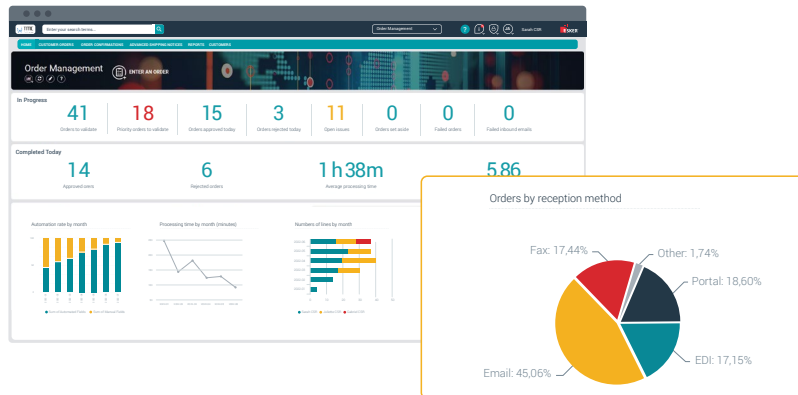 Enter your search terms...
Order Management
Sarah CSR
ESKER
HOME CUSTOMER ORDERS ORDER CONFIRMATIONS ADVANCED SHIPPING NOTICES REPORTS CUSTOMERS
Order Management
ENTER AN ORDER
In Progress
41 18 15 3 11 0 0 0
Orders to validate Priority orders to validate Orders approved today Orders rejected today Open issues Orders set aside Failed orders Failed inbound emails
Completed Today
14 6 1h38m 5.86
Approved orders Rejected orders Average processing time
Automation rate by month
Processing time by month (minutes)
Numbers of lines by month
Orders by reception method
Fax: 17,44%
Other: 1,74%
Portal: 18,60%
EDI: 17,15%
Email: 45,06%